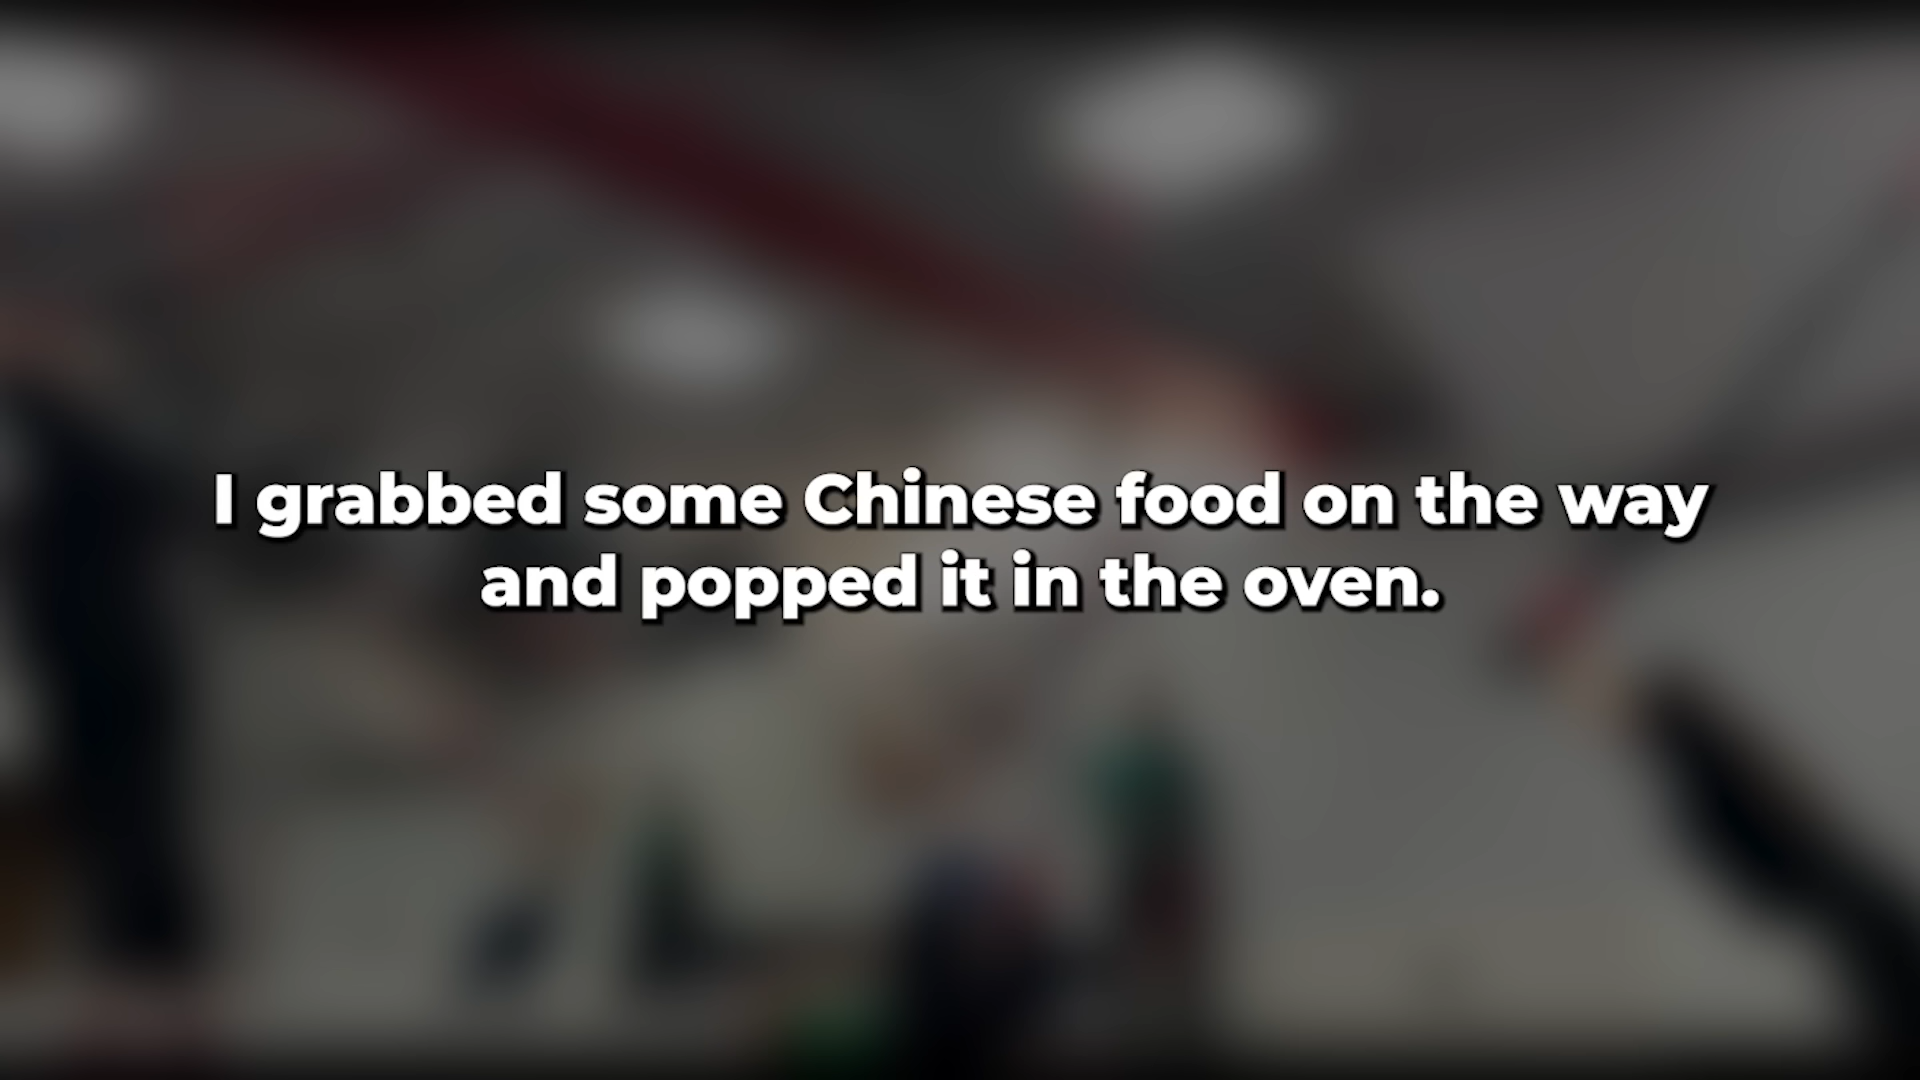 I grabbed some Chinese food on the way
and popped it in the oven.